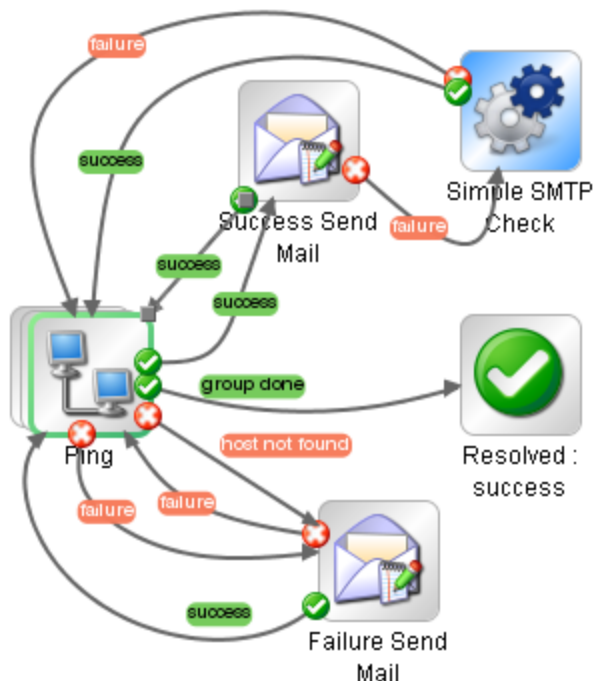 failure
success
Simple SMTP
Check
Success Send
Mail
failure
success
success
group done
Resolved :
success
Ping
host not found
failure
failure
success
Failure Send
Mail